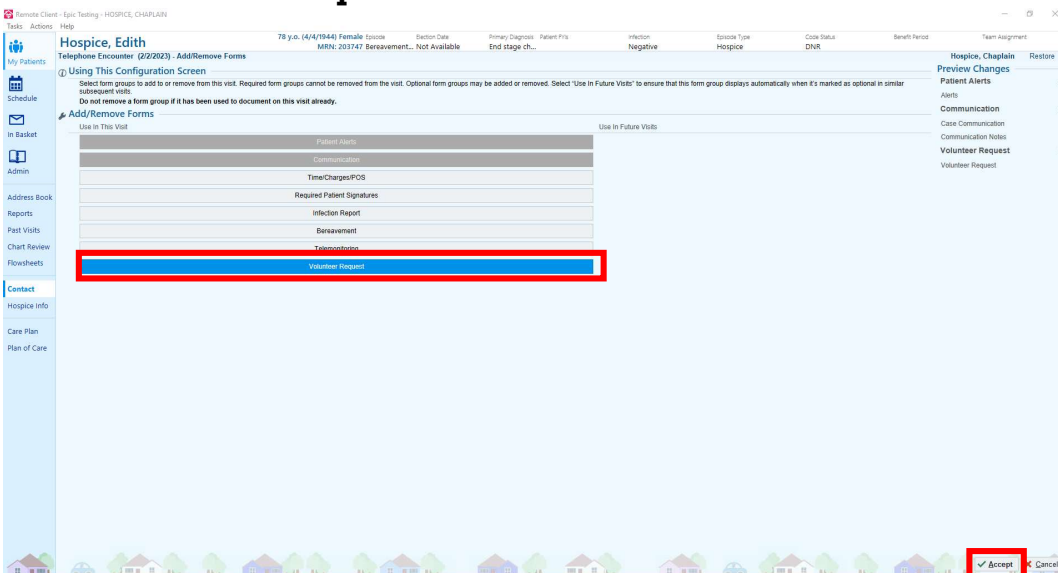 Remote Client - Epic Testing - HOSPICE, CHAPLAIN
Tasks Actions Help
Hospice, Edith
78 y.o. (4/4/1944) Female Episode Election Date Primary Diagnosis Patient FYIs Infection Episode Type Code Status Benefit Period Team Assignment
MRN: 203747 Bereavement... Not Available End stage ch... Negative Hospice DNR
My Patients
Telephone Encounter (2/2/2023) - Add/Remove Forms
Hospice, Chaplain Restore
Using This Configuration Screen
Select form groups to add to or remove from this visit. Required form groups cannot be removed from the visit. Optional form groups may be added or removed. Select "Use In Future Visits" to ensure that this form group displays automatically when it's marked as optional in similar
subsequent visits.
Do not remove a form group if it has been used to document on this visit already.
Add/Remove Forms
Use In This Visit Use In Future Visits
Patient Alerts
Communication
Time/Charges/POS
Required Patient Signatures
Infection Report
Bereavement
Telemonitoring
Volunteer Request
Preview Changes
Patient Alerts
Alerts
Communication
Case Communication
Communication Notes
Volunteer Request
Volunteer Request
Schedule
In Basket
Admin
Address Book
Reports
Past Visits
Chart Review
Flowsheets
Contact
Hospice Info
Care Plan
Plan of Care
Accept Cancel